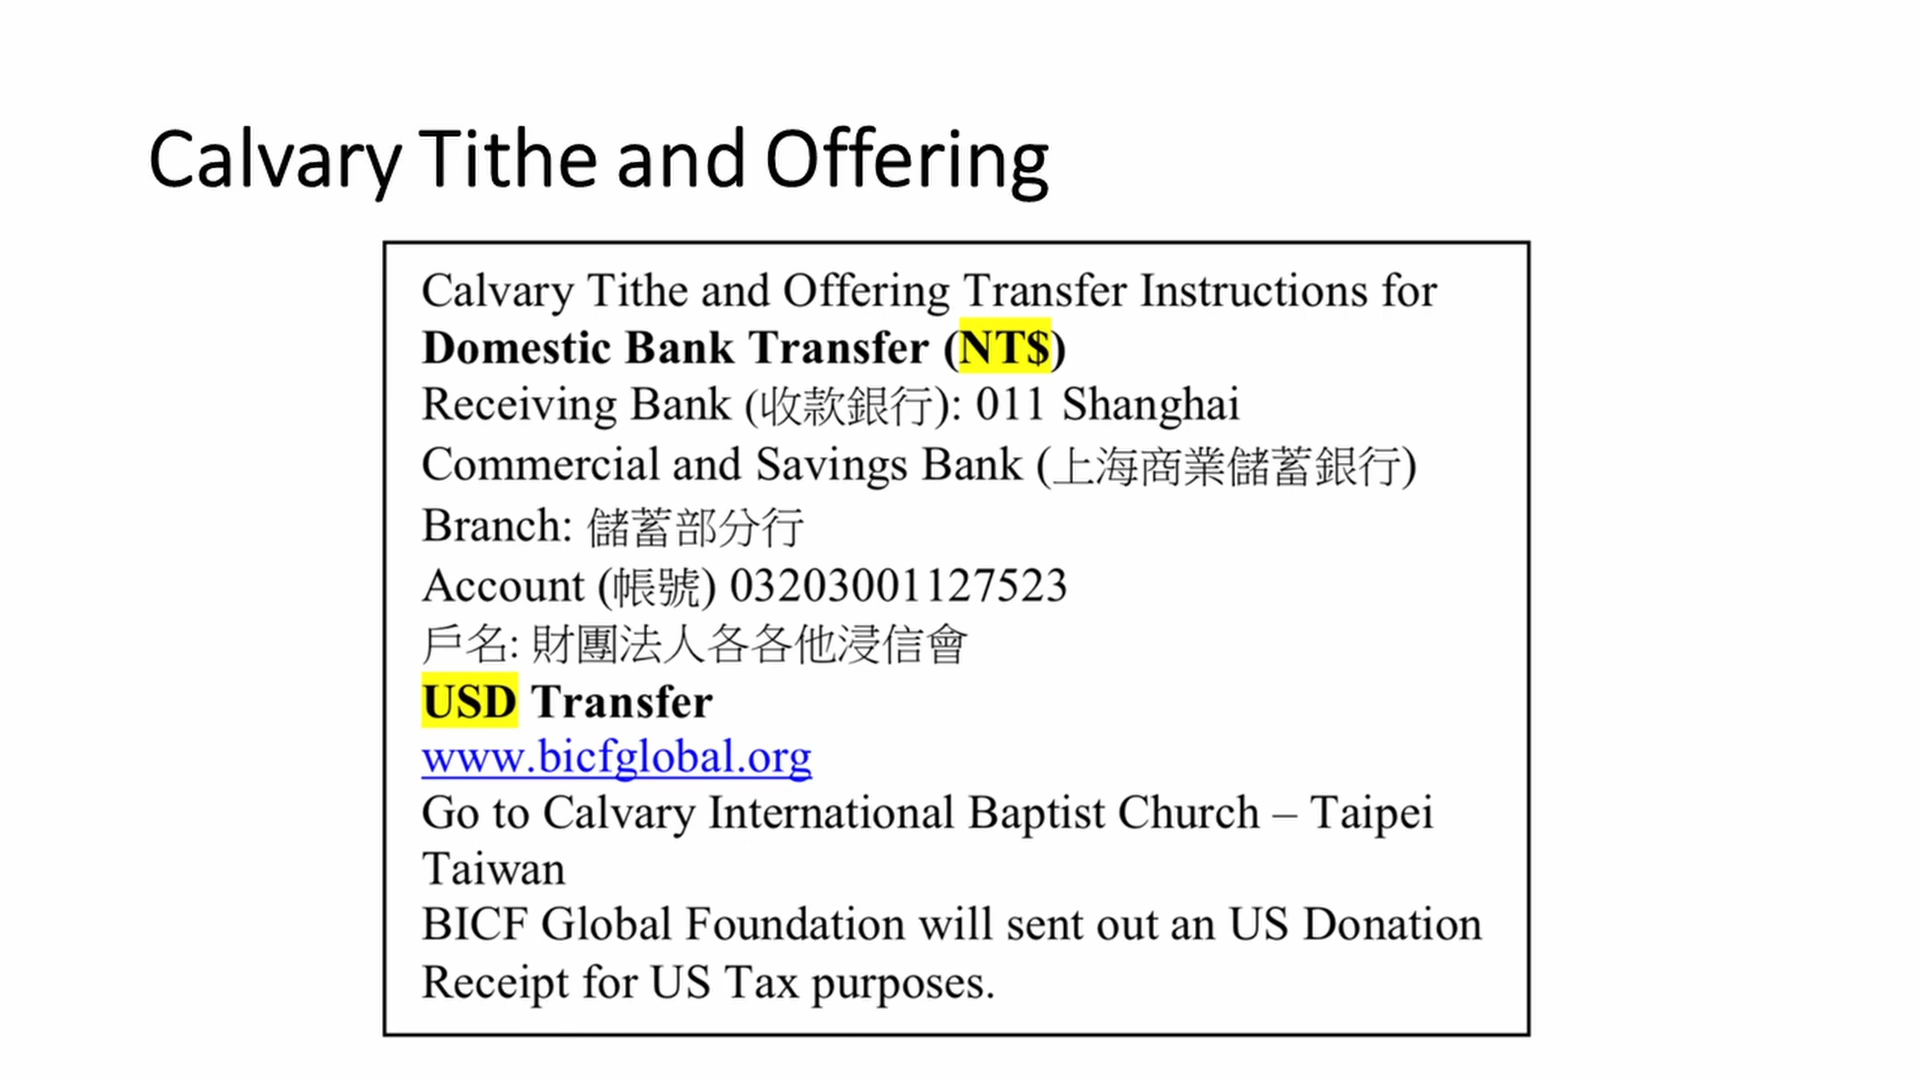 Calvary Tithe and Offering
Calvary Tithe and Offering Transfer Instructions for
Domestic Bank Transfer (NT$)
Receiving Bank (收款銀行): 011 Shanghai
Commercial and Savings Bank (上海商業儲蓄銀行)
Branch: 儲蓄部分行
Account (帳號) 03203001127523
戶名: 財團法人各各他浸信會
USD Transfer
www.bicfglobal.org
Go to Calvary International Baptist Church – Taipei
Taiwan
BICF Global Foundation will sent out an US Donation
Receipt for US Tax purposes.